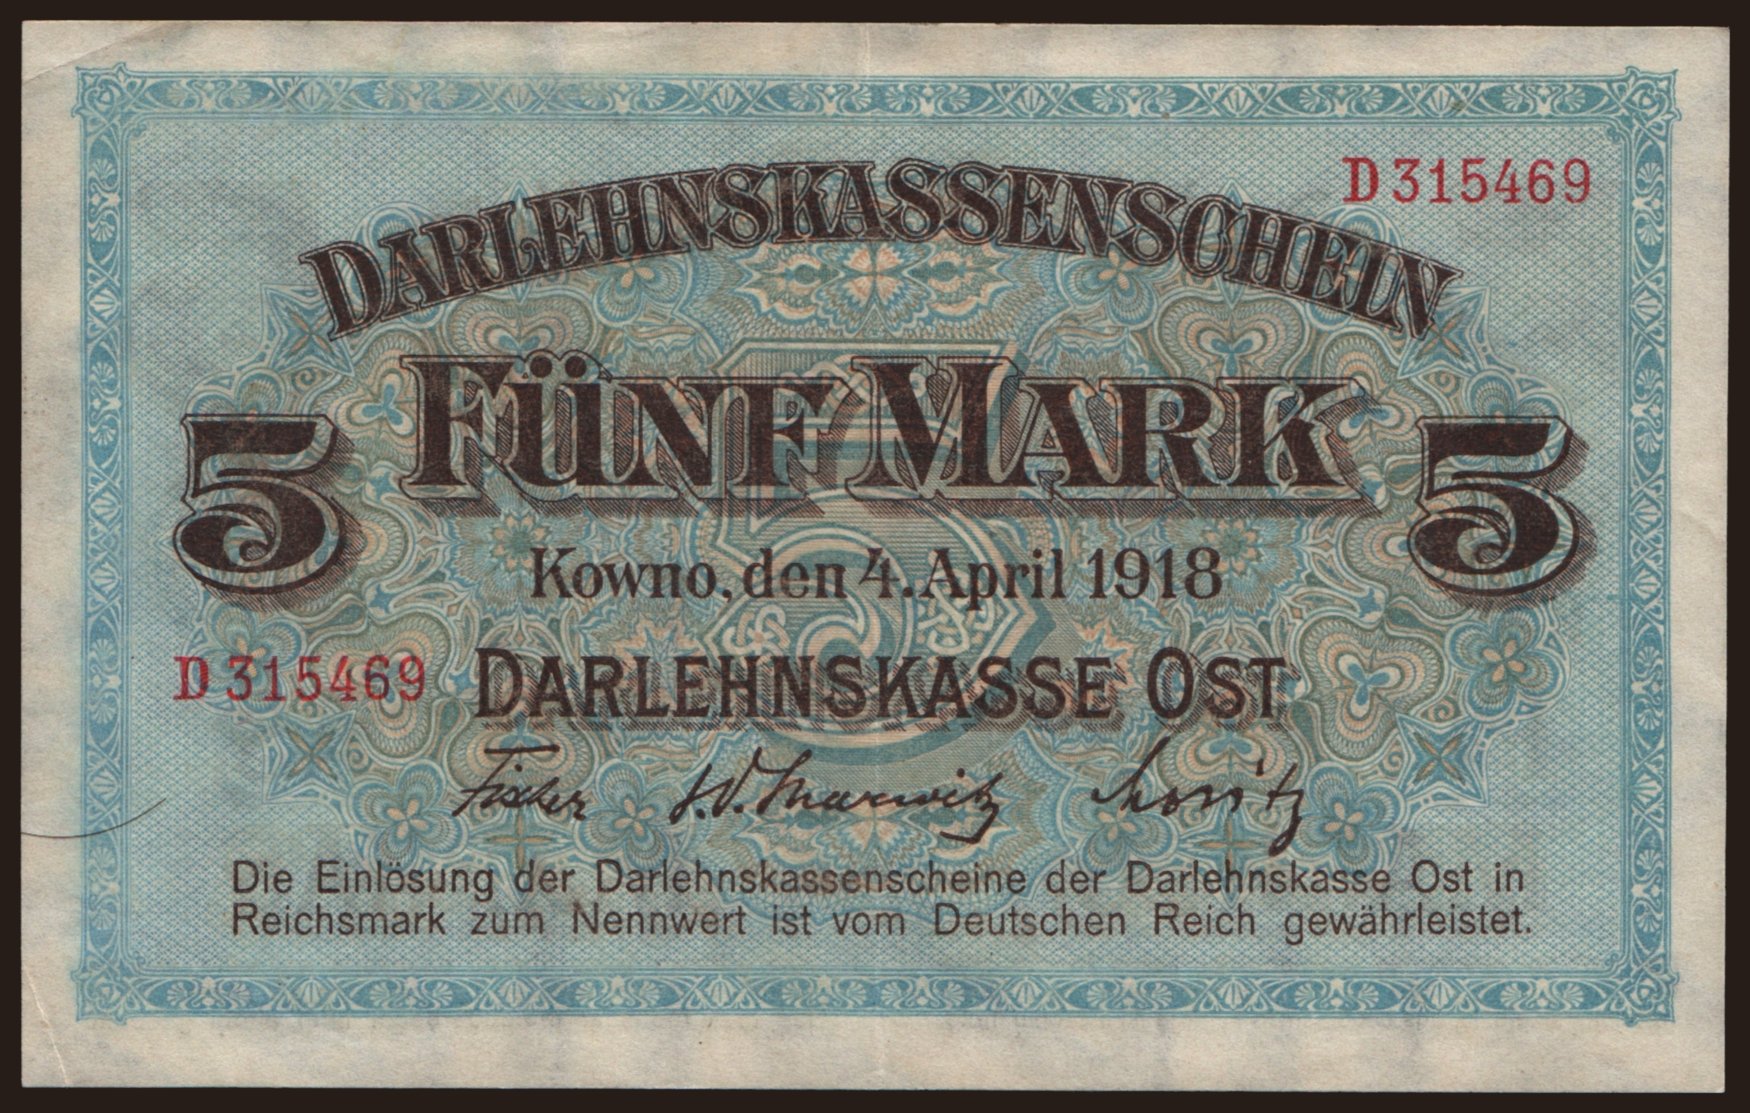 D 315469
DARLEHNSKASSENSCHEIN
FÜNF MARK
5 5
Kowno, den 4. April 1918
D 315469
DARLEHNSKASSE OST
Fischer
Die Einlösung der Darlehnskassenscheine der Darlehnskasse Ost in
Reichsmark zum Nennwert ist vom Deutschen Reich gewährleistet.